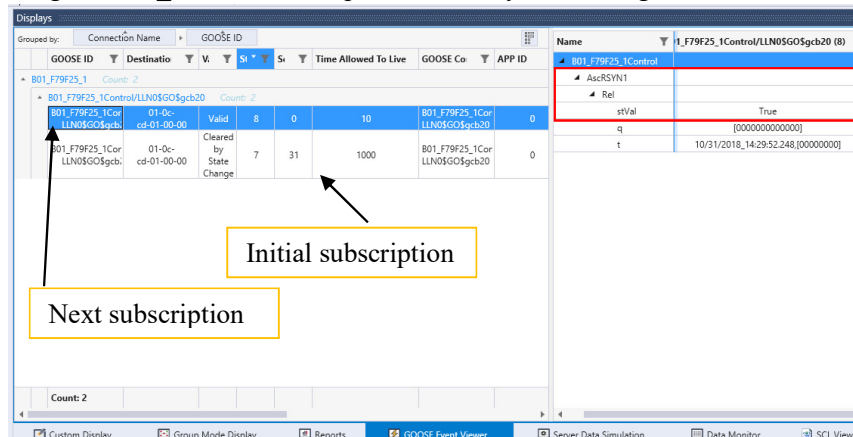 Displays
Grouped by: Connection Name GOOSE ID
GOOSE ID Destinatio V: St Se Time Allowed To Live GOOSE Co APP ID
B01_F79F25_1 Count: 2
B01_F79F25_1Control/LLN0$GO$gcb20 Count: 2
B01_F79F25_1Cor
LLN0$GO$gcb2
01-0c-
cd-01-00-00
Valid
8
0
10
B01_F79F25_1Cor
LLN0$GO$gcb20
0
B01_F79F25_1Cor
LLN0$GO$gcb2
01-0c-
cd-01-00-00
Cleared
by
State
Change
7
31
1000
B01_F79F25_1Cor
LLN0$GO$gcb20
0
Initial subscription
Next subscription
Count: 2
Name
1_F79F25_1Control/LLN0$GO$gcb20 (8)
B01_F79F25_1Control
AscRSYN1
Rel
stVal True
q [0000000000000]
t 10/31/2018_14:29:52.248,[00000000]
Custom Display Group Mode Display Reports GOOSE Event Viewer Server Data Simulation Data Monitor SCL View